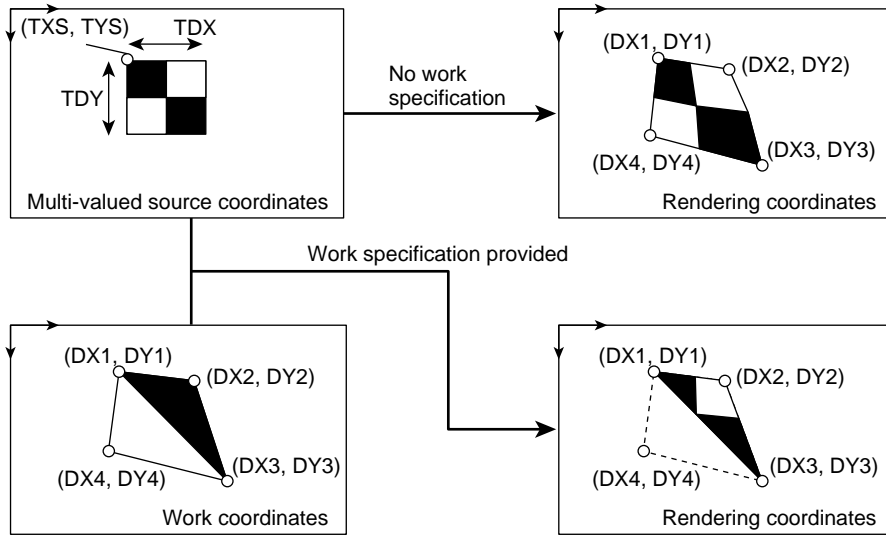 (TXS, TYS)
TDX
TDY
Multi-valued source coordinates
No work
specification
(DX1, DY1)
(DX2, DY2)
(DX4, DY4)
(DX3, DY3)
Rendering coordinates
Work specification provided
(DX1, DY1)
(DX2, DY2)
(DX4, DY4)
(DX3, DY3)
Work coordinates
(DX1, DY1)
(DX2, DY2)
(DX4, DY4)
(DX3, DY3)
Rendering coordinates